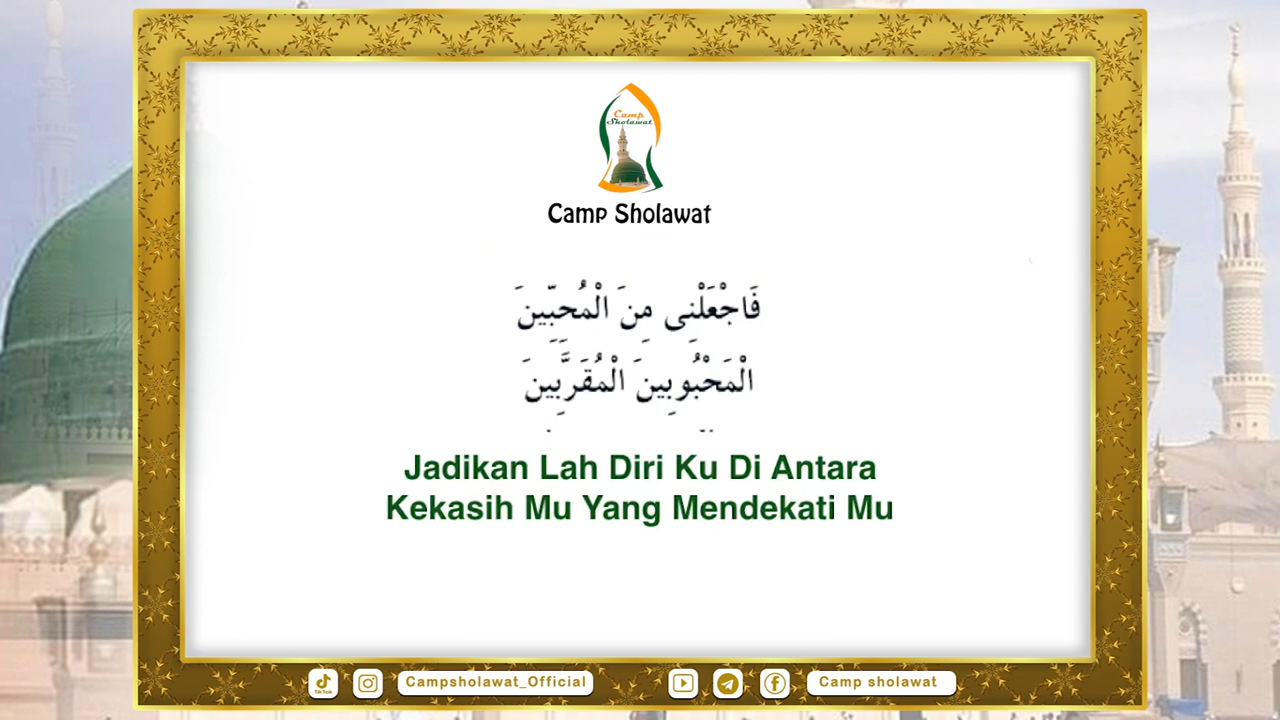 Camp
Sholawat
Camp Sholawat
فَاجْعَلْنِى مِنَ الْمُحِبِّينَ
الْمَحْبُوبِينَ الْمُقَرَّبِينَ
Jadikan Lah Diri Ku Di Antara
Kekasih Mu Yang Mendekati Mu
TikTok
Campsholawat_Official
Camp sholawat